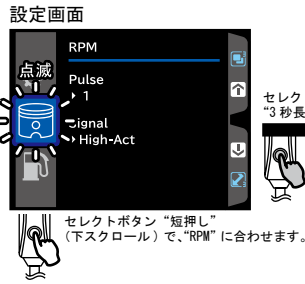 設定画面
RPM
点滅
Pulse
1
Signal
High-Act
セレク
“3秒長
セレクトボタン“短押し”
(下スクロール)で、“RPM”に合わせます。